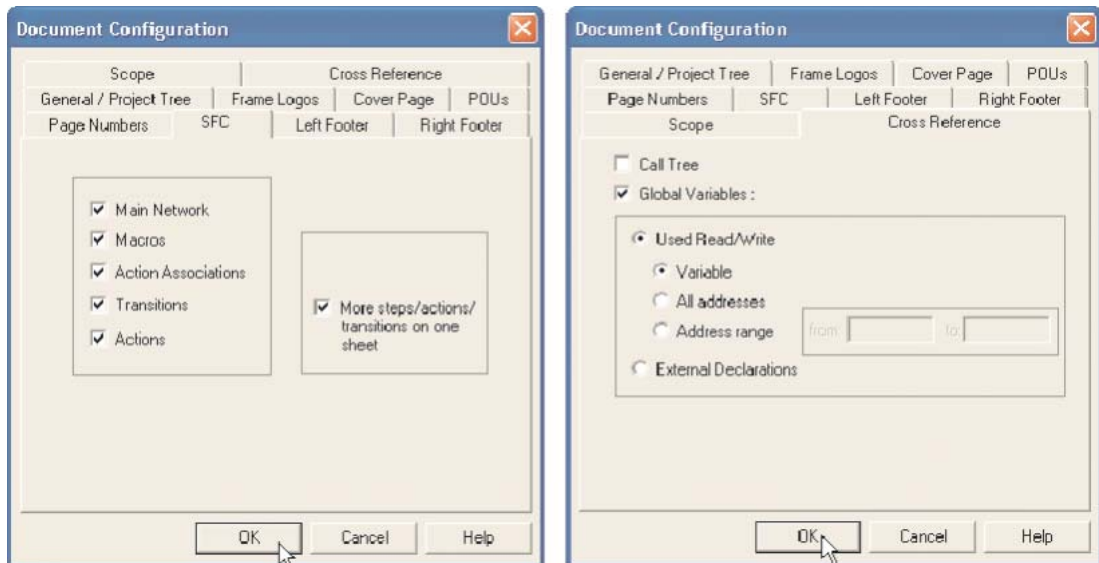 Document Configuration
Scope Cross Reference
General / Project Tree Frame Logos Cover Page POUs
Page Numbers SFC Left Footer Right Footer
Main Network
Macros
Action Associations
Transitions
Actions
More steps/actions/
transitions on one
sheet
OK Cancel Help
Document Configuration
General / Project Tree Frame Logos Cover Page POUs
Page Numbers SFC Left Footer Right Footer
Scope Cross Reference
Call Tree
Global Variables :
Used Read/Write
Variable
All addresses
Address range from: to:
External Declarations
OK Cancel Help